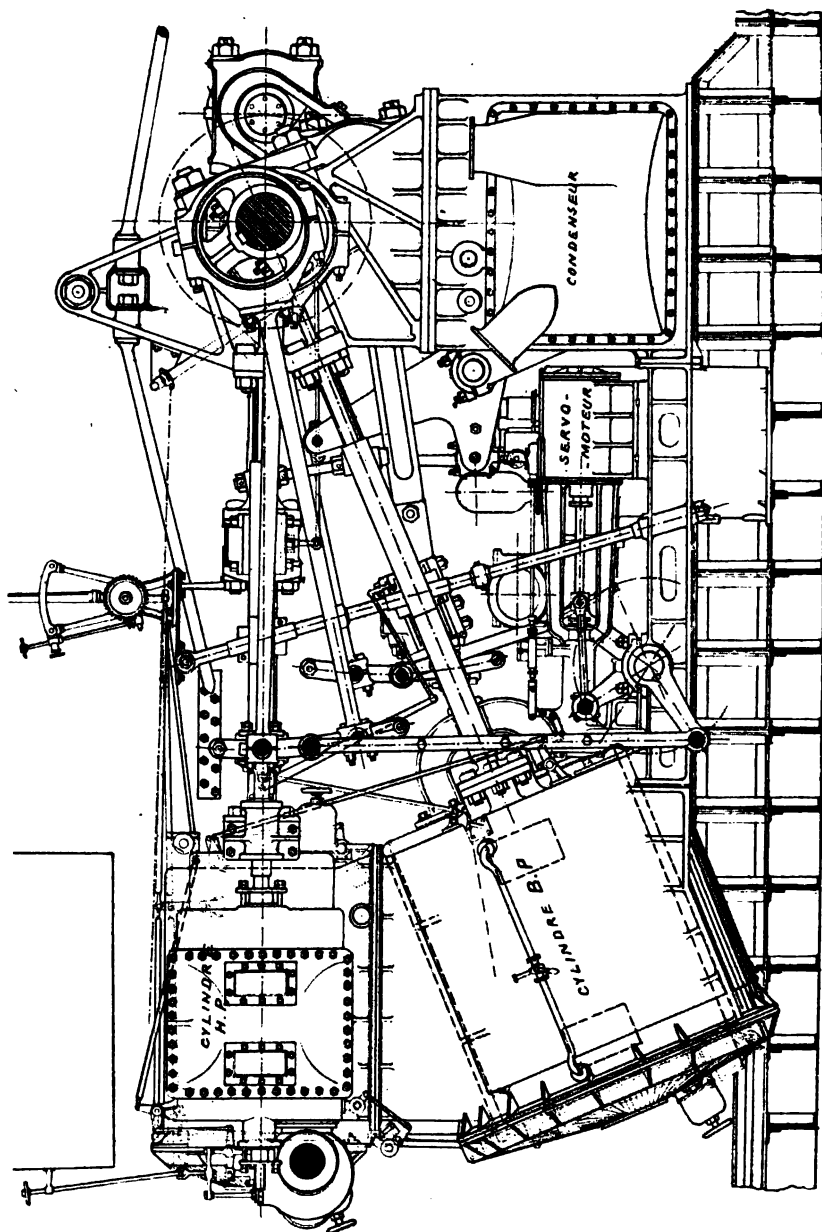 CONDENSEUR
SERVO-
MOTEUR
CYLINDRE B.P
CYLINDRE
H.P.